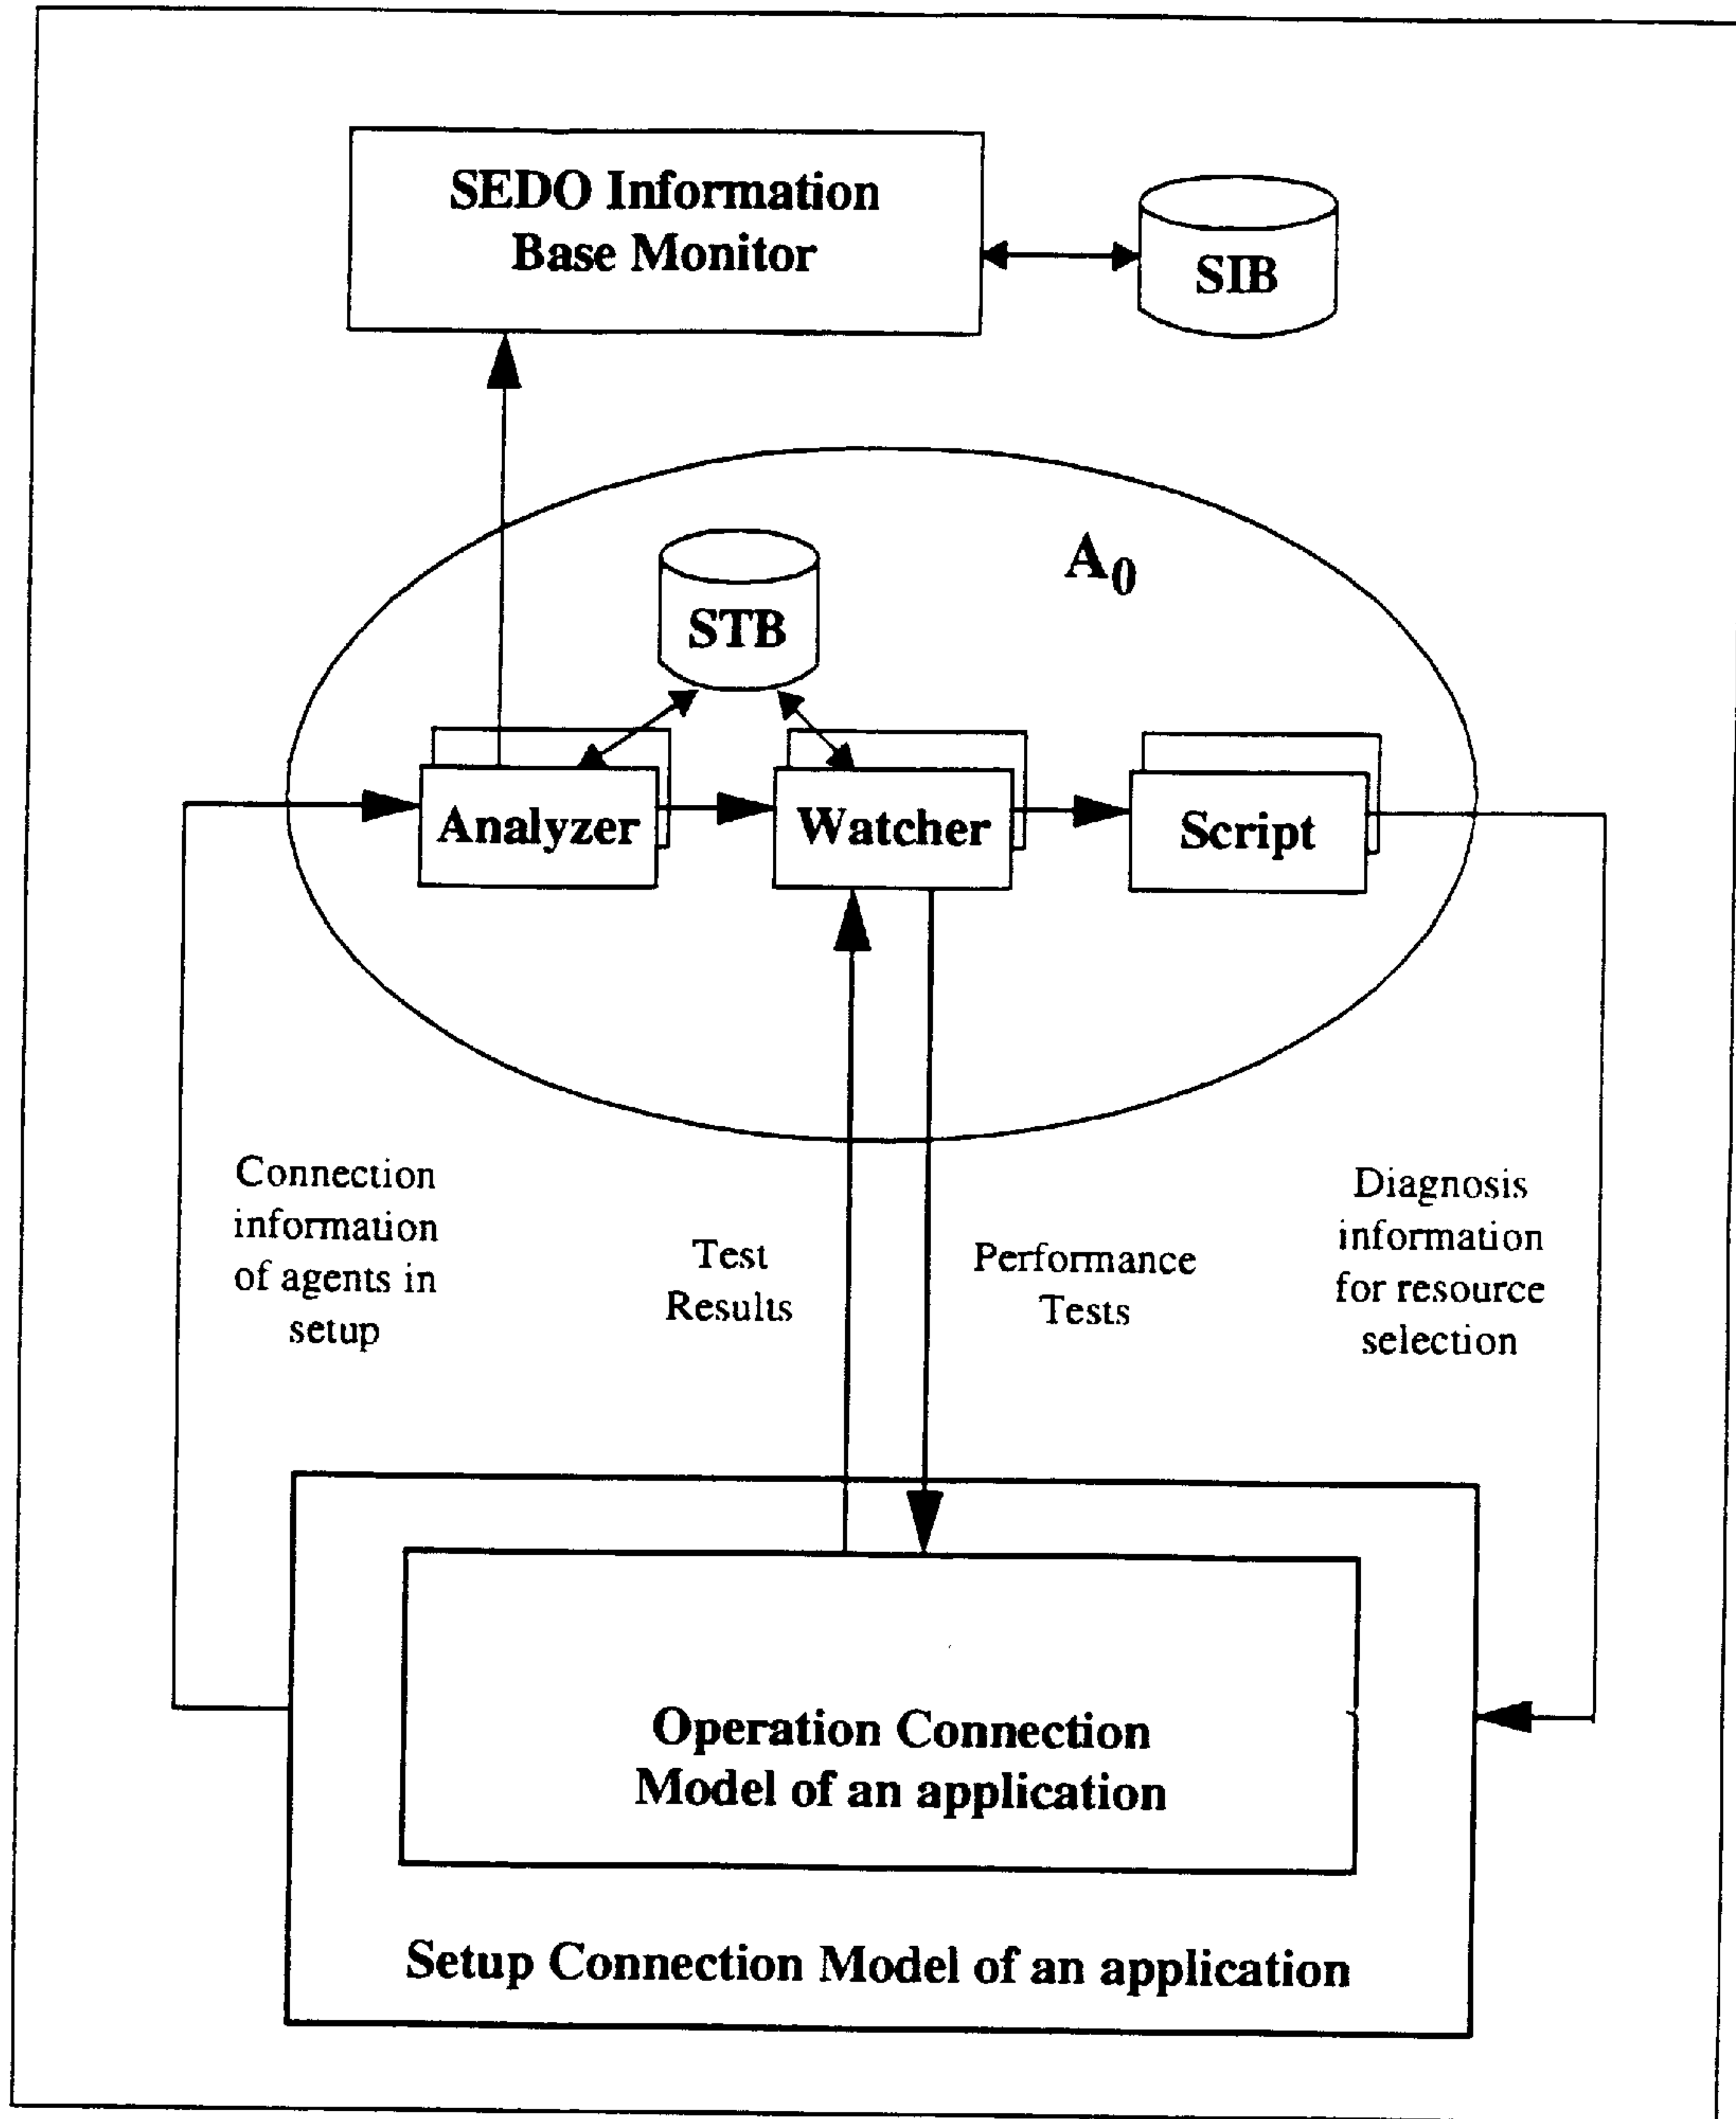 SEDO Information
Base Monitor
SIB
A0
STB
Analyzer
Watcher
Script
Connection
information
of agents in
setup
Test
Results
Performance
Tests
Diagnosis
information
for resource
selection
Operation Connection
Model of an application
Setup Connection Model of an application